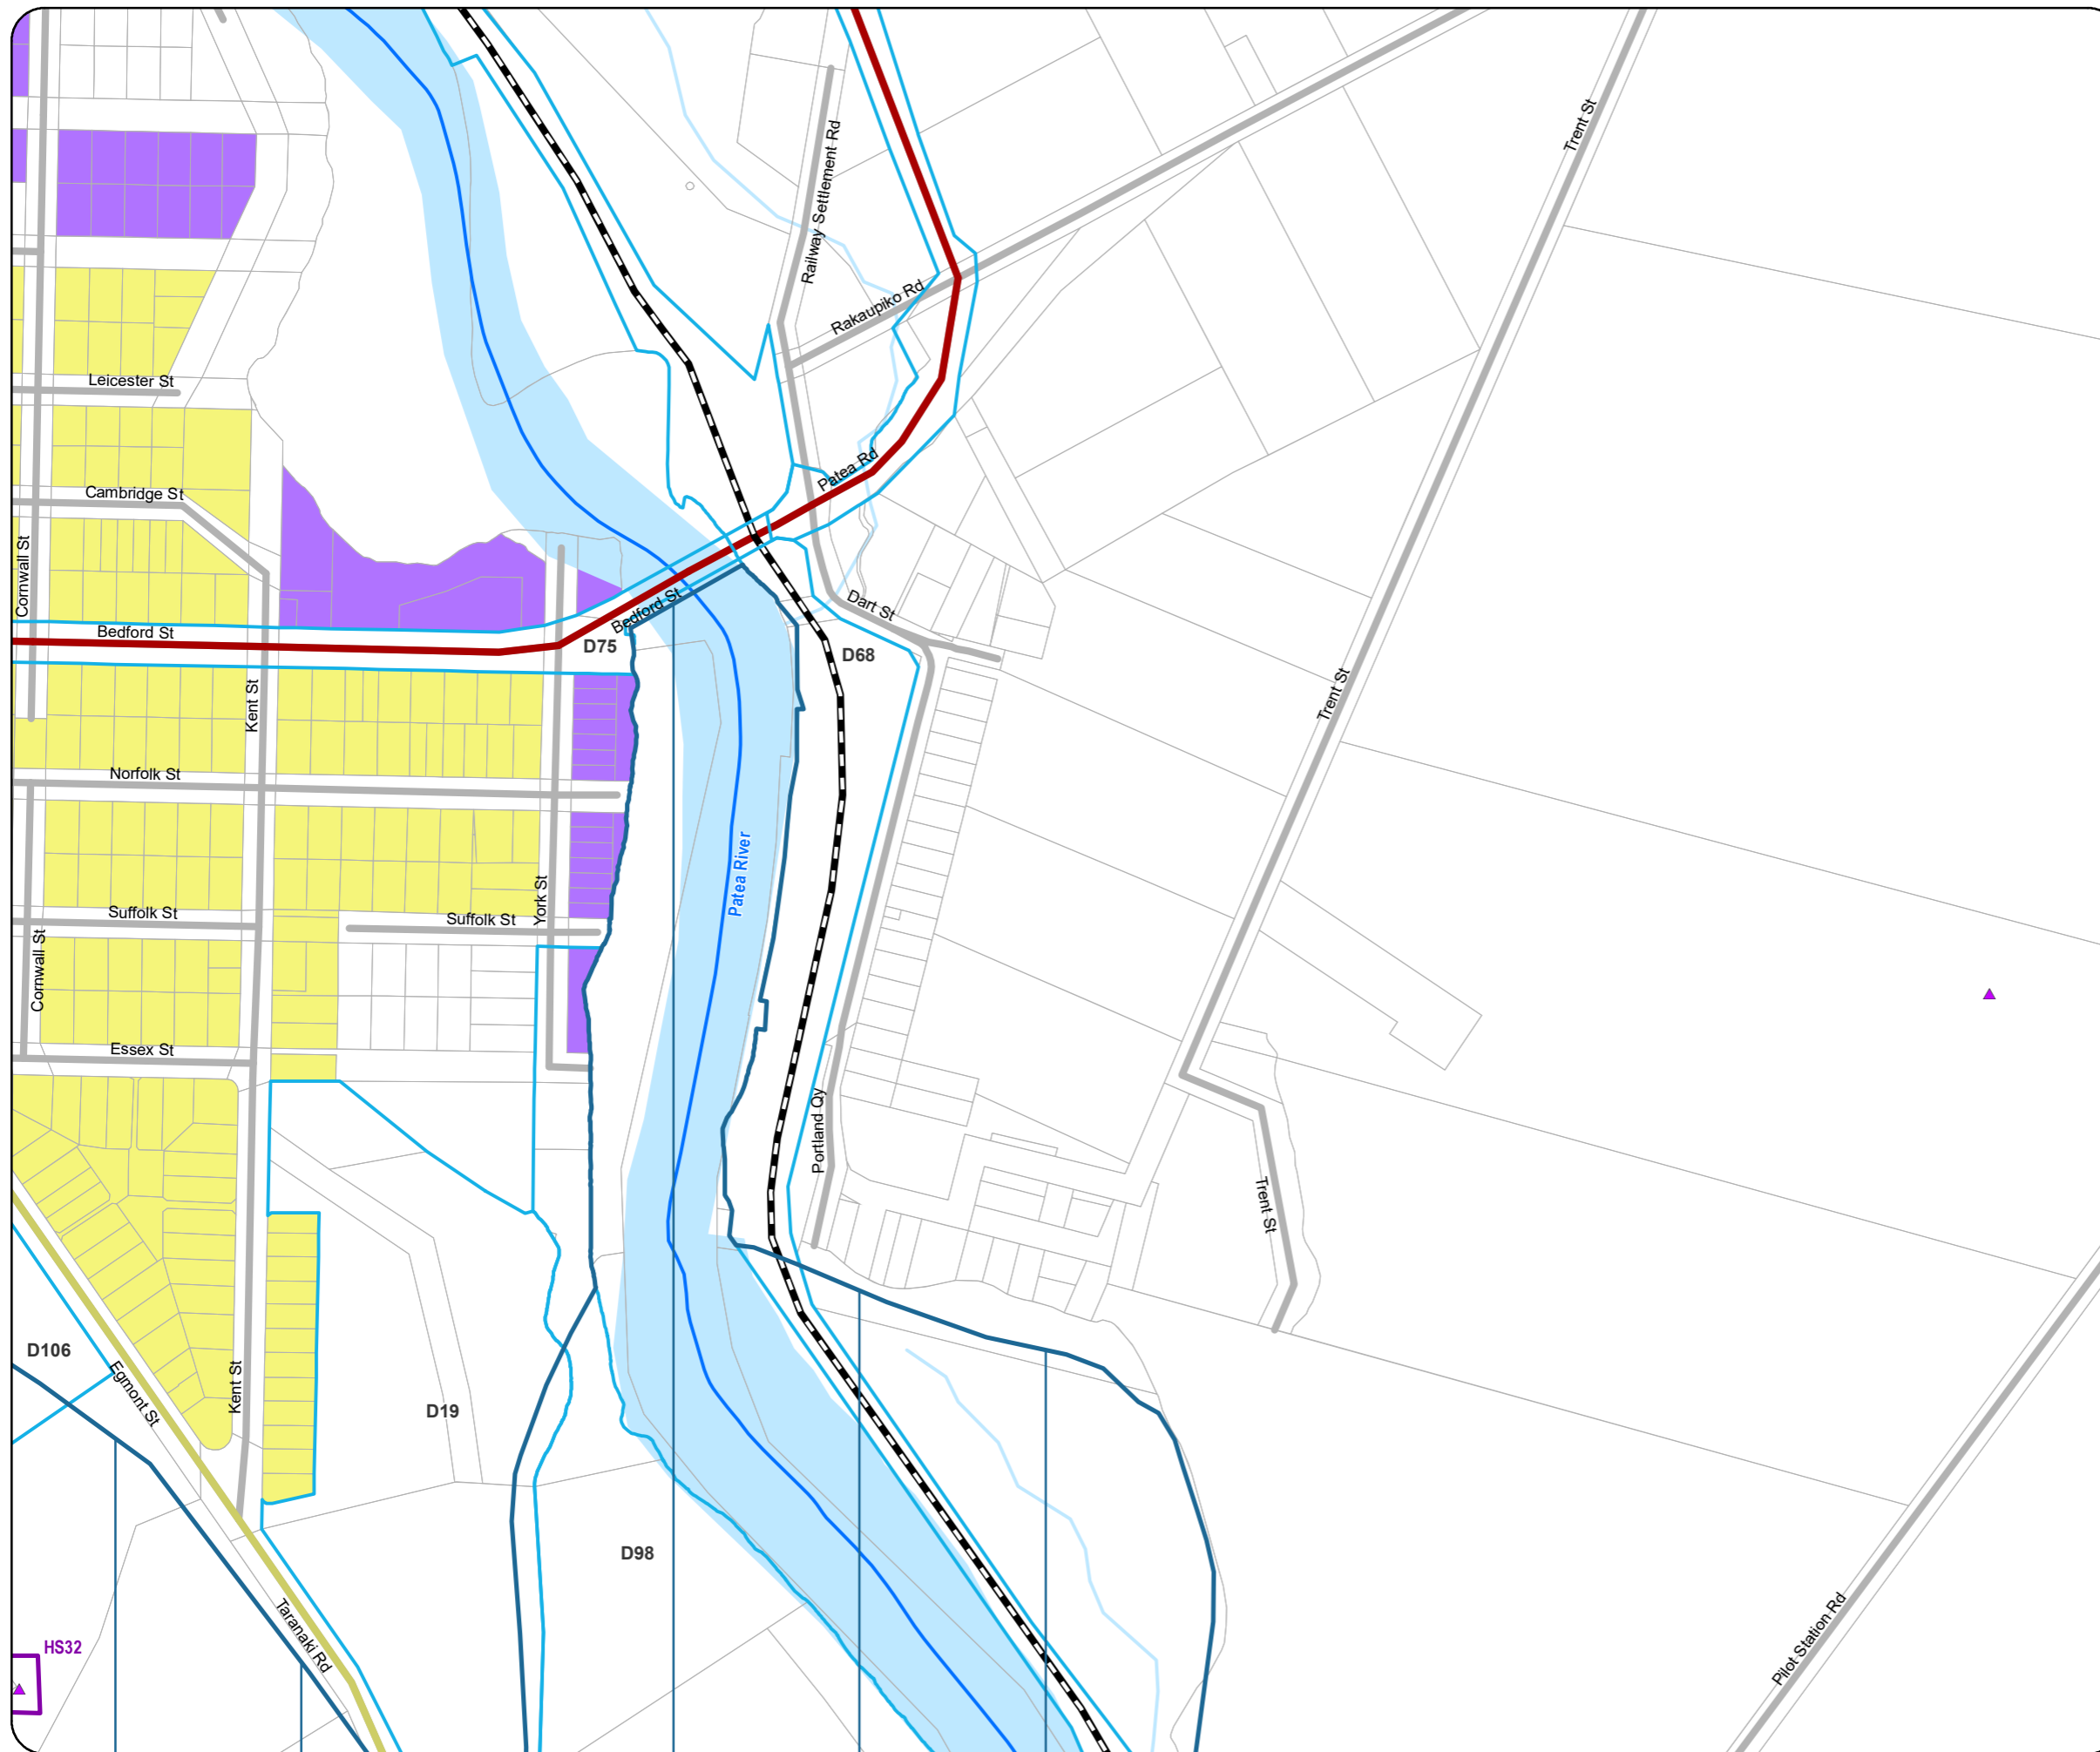 Trent St
Railway Settlement Rd
Rakaupiko Rd
Leicester St
Patea Rd
Cambridge St
Cornwall St
Bedford St
Bedford St
Dart St
D75
D68
Kent St
Trent St
Norfolk St
Patea River
York St
Suffolk St
Suffolk St
Cornwall St
Essex St
Portland Qy
Trent St
D106
Egmont St
Kent St
D19
D98
Taranaki Rd
HS32
Pilot Station Rd